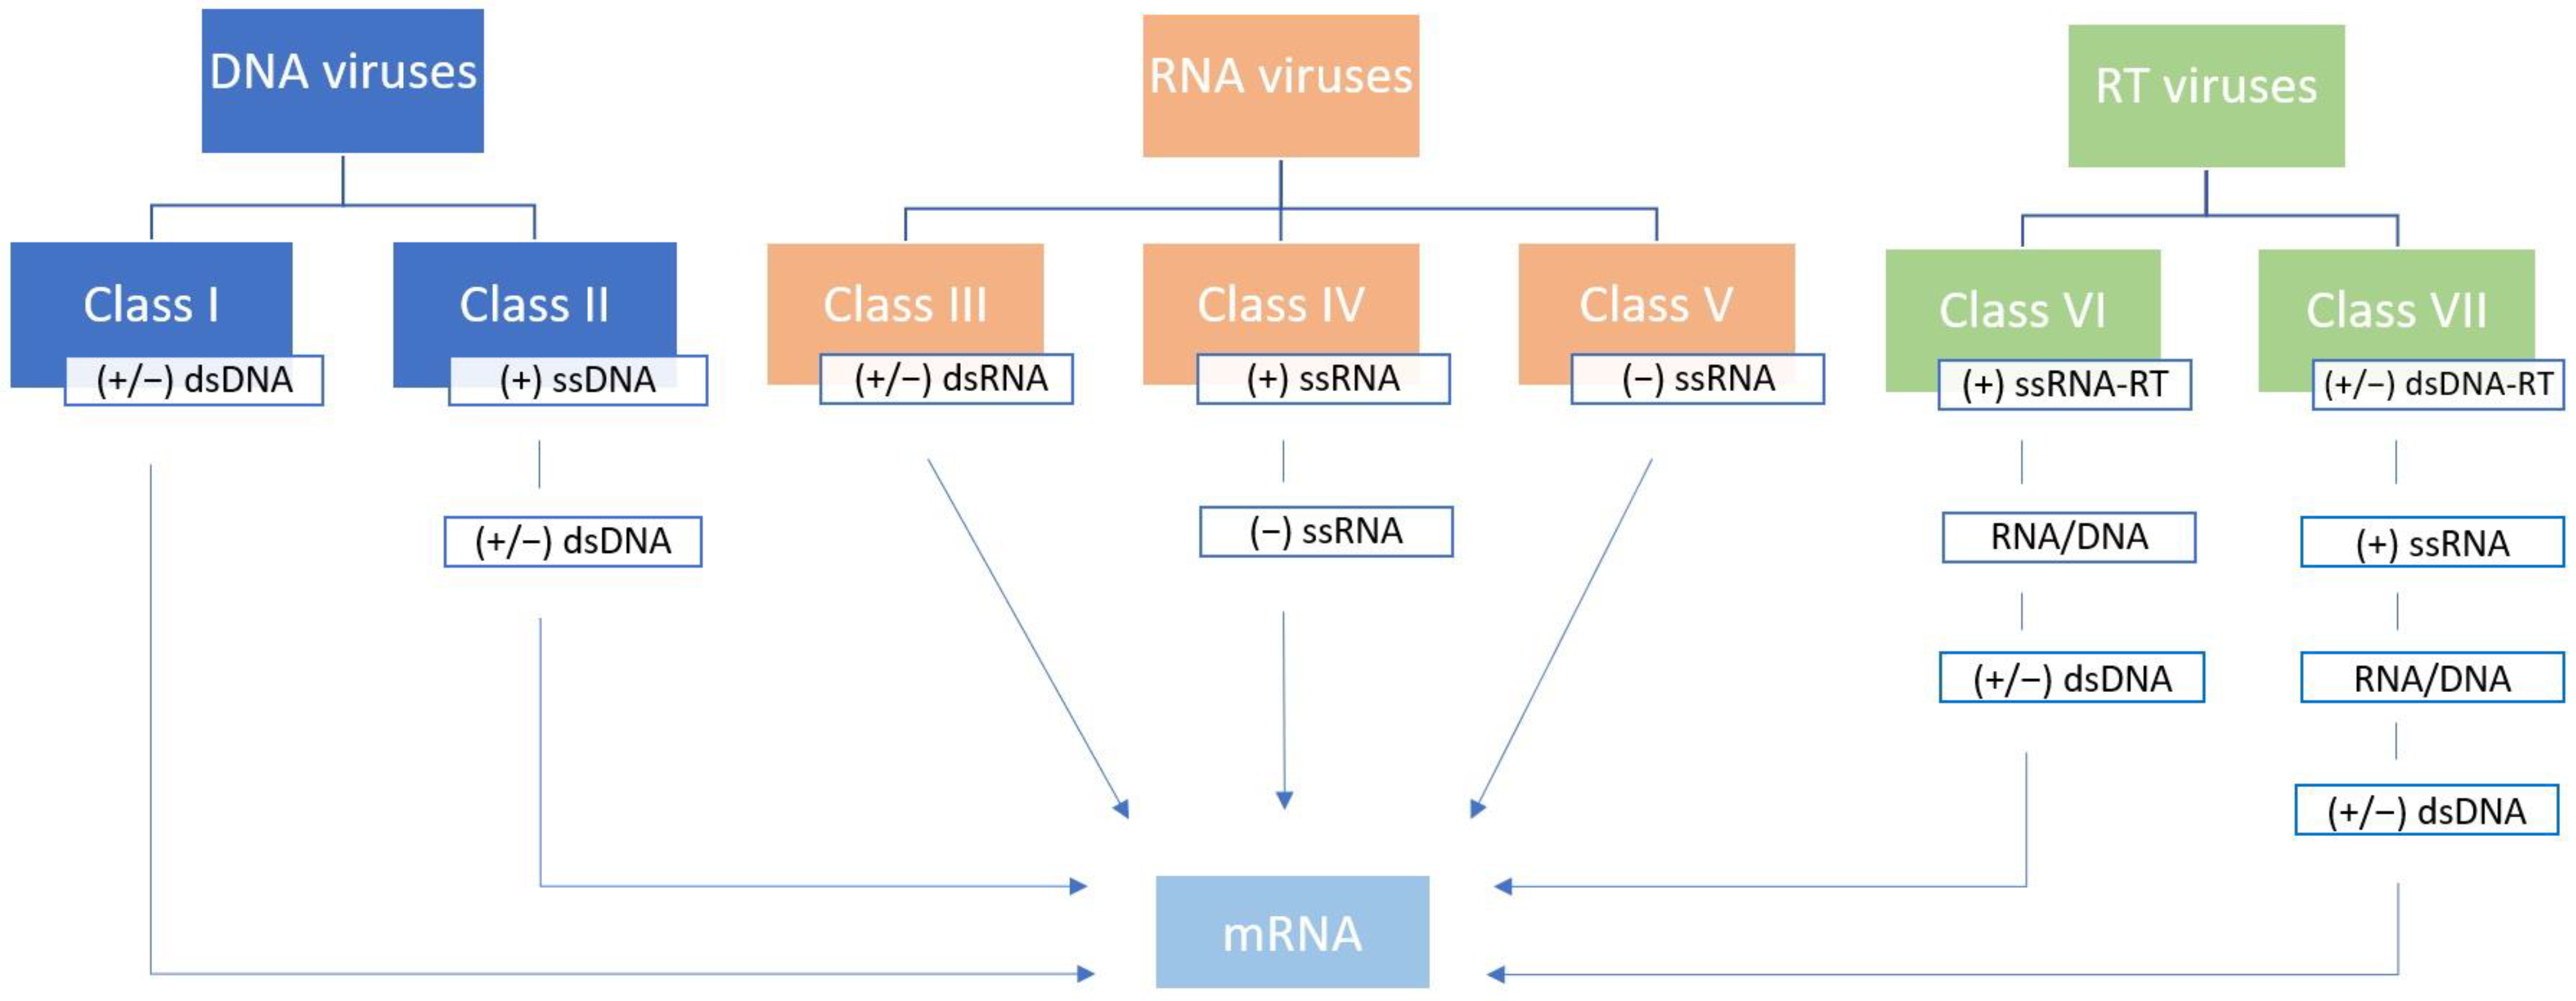 DNA viruses
RNA viruses
RT viruses
Class I
(+/−) dsDNA
Class II
(+) ssDNA
Class III
(+/−) dsRNA
Class IV
(+) ssRNA
Class V
(−) ssRNA
Class VI
(+) ssRNA-RT
Class VII
(+/−) dsDNA-RT
(+/−) dsDNA
(−) ssRNA
RNA/DNA
(+) ssRNA
(+/−) dsDNA
RNA/DNA
(+/−) dsDNA
mRNA